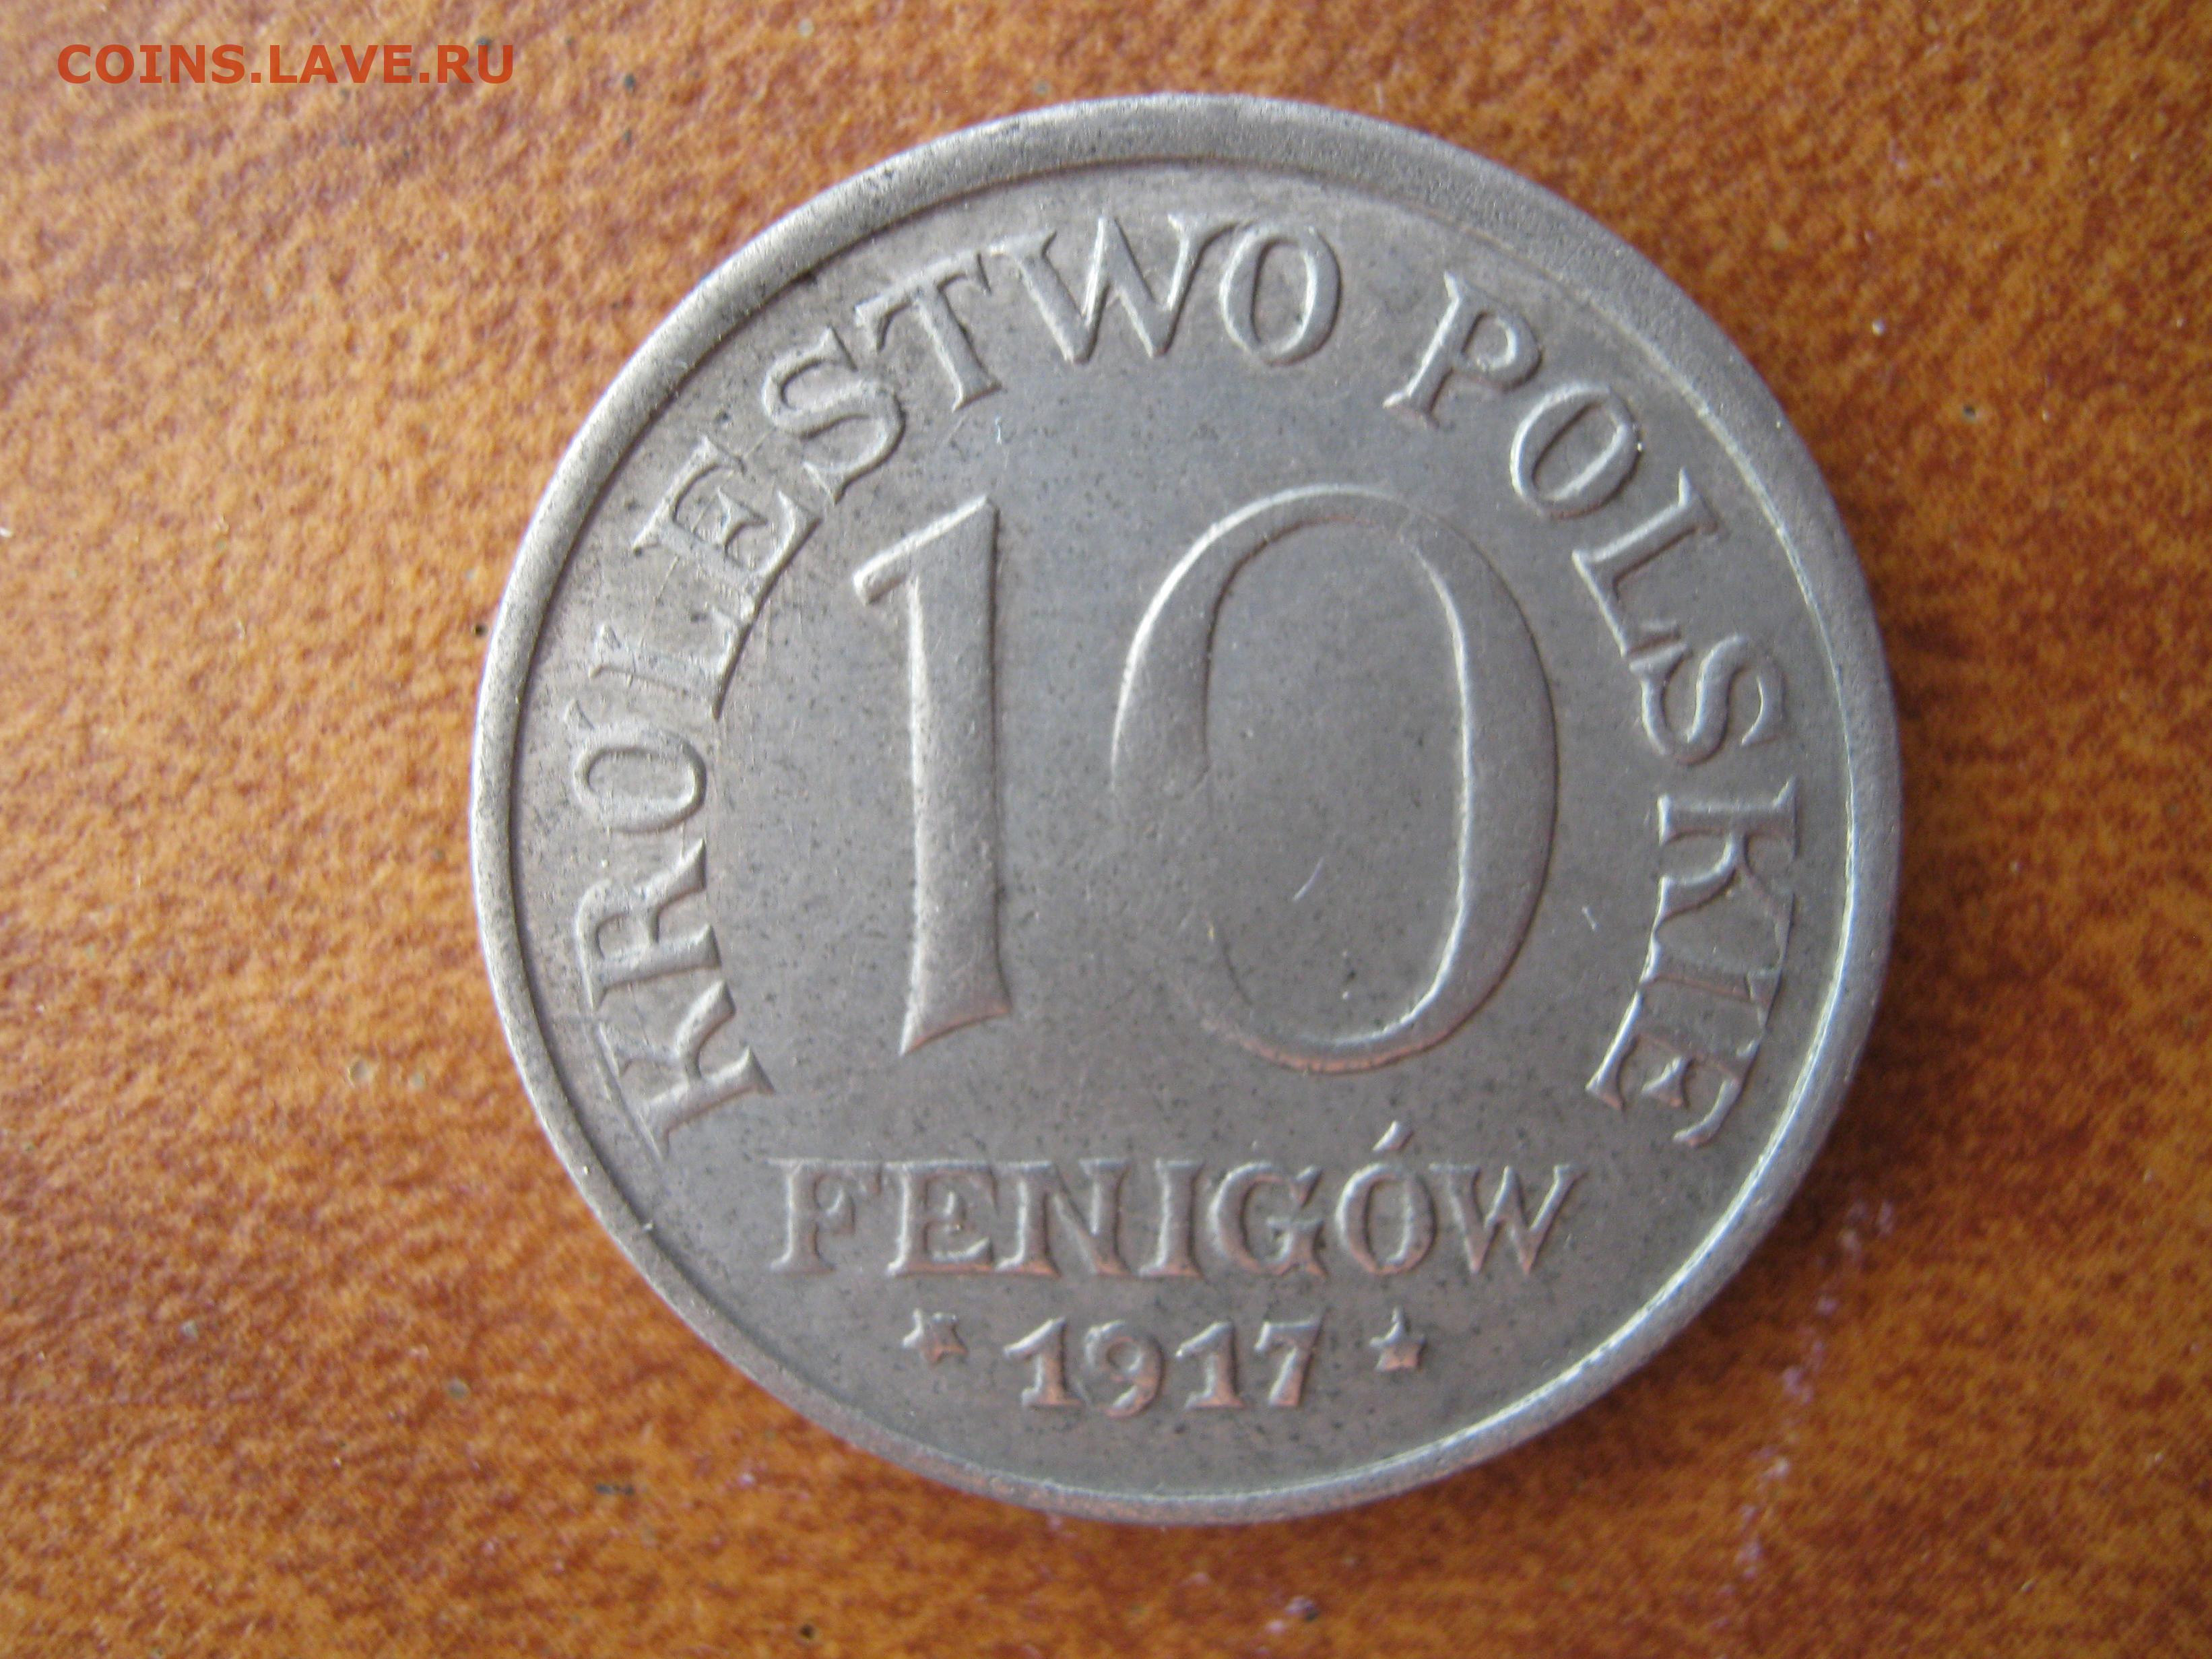 COINS.LAVE.RU
KRÓLESTWO POLSKIE
10
FENIGÓW
★ 1917 ★